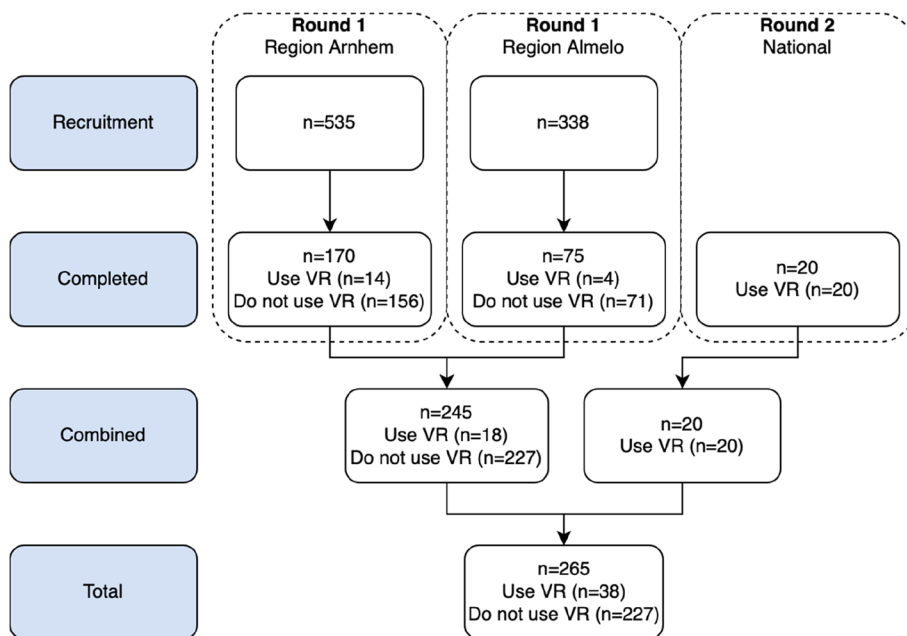 Round 1
Region Arnhem
Round 1
Region Almelo
Round 2
National
Recruitment
n=535
n=338
Completed
n=170
Use VR (n=14)
Do not use VR (n=156)
n=75
Use VR (n=4)
Do not use VR (n=71)
n=20
Use VR (n=20)
Combined
n=245
Use VR (n=18)
Do not use VR (n=227)
n=20
Use VR (n=20)
Total
n=265
Use VR (n=38)
Do not use VR (n=227)